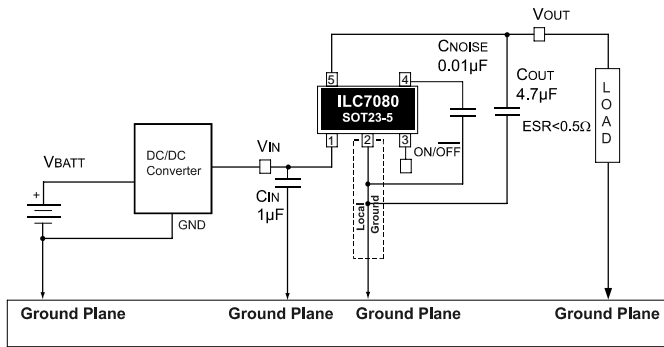 VOUT
CNOISE
0.01µF
COUT
4.7µF
ESR<0.5Ω
LOAD
5
4
ILC7080
SOT23-5
1
2
3
ON/O̅F̅F̅
VIN
CIN
1µF
DC/DC
Converter
VBATT
+
GND
Local
Ground
Ground Plane
Ground Plane
Ground Plane
Ground Plane